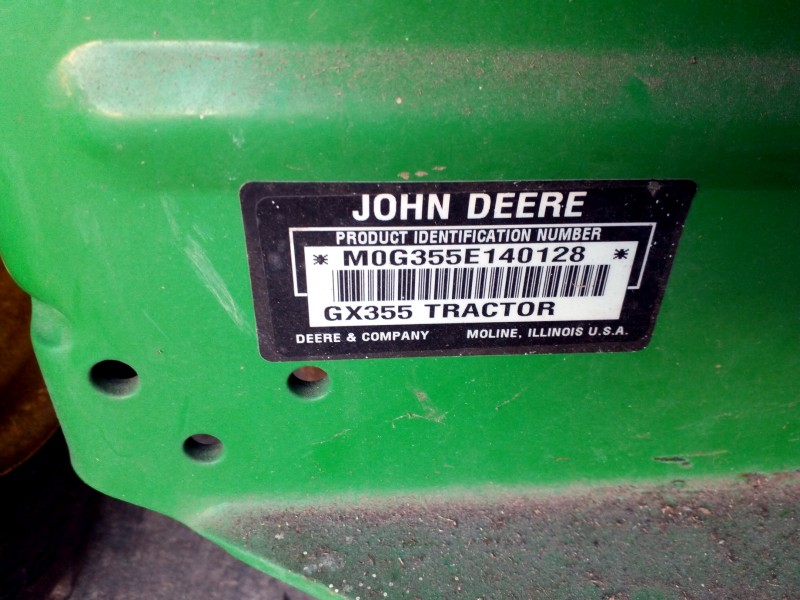 JOHN DEERE
PRODUCT IDENTIFICATION NUMBER
* M0G355E140128 *
GX355 TRACTOR
DEERE & COMPANY MOLINE, ILLINOIS U.S.A.